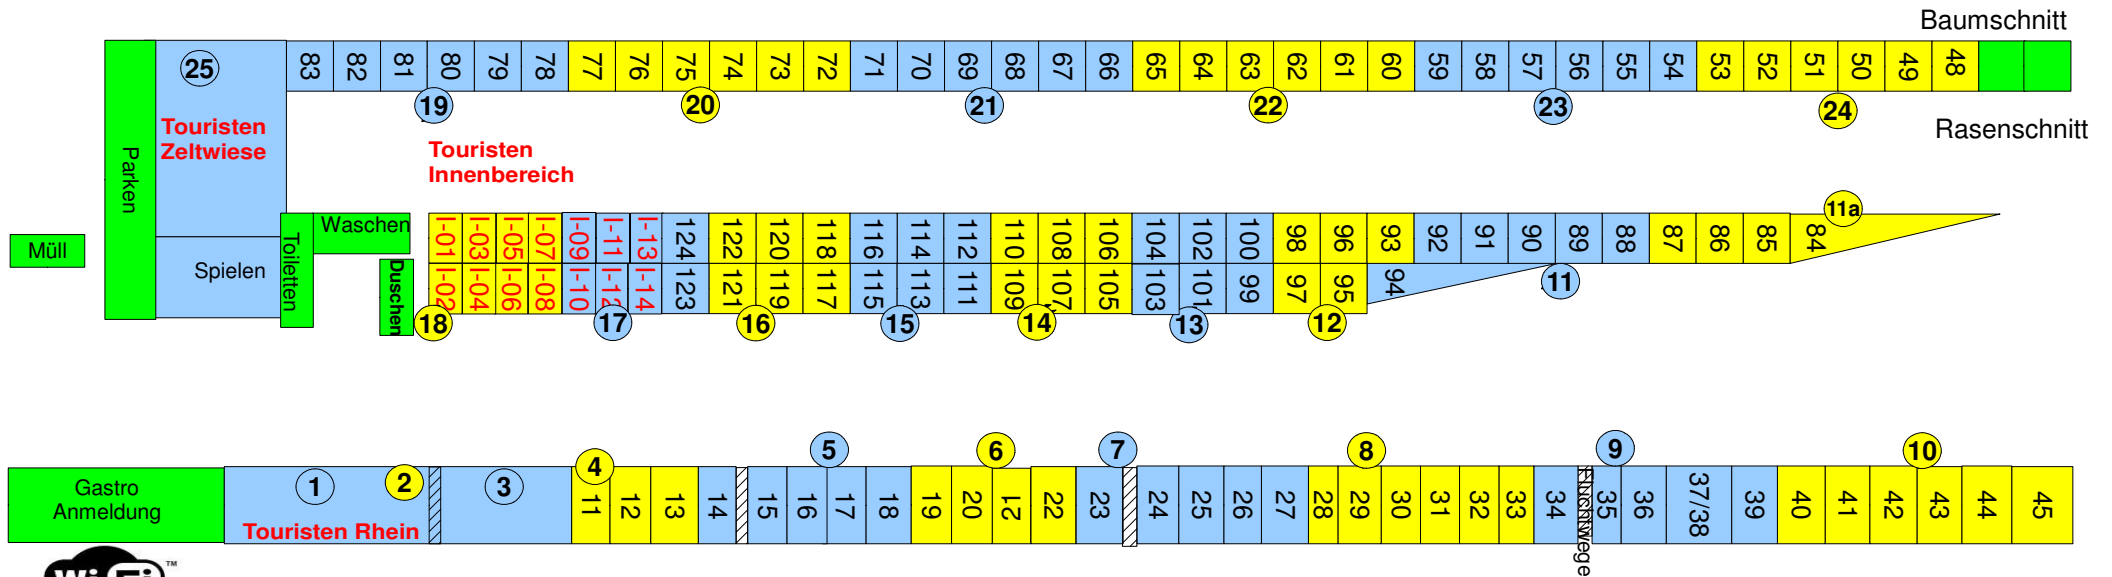 Baumschnitt
25
83 82 81 80 79 78 77 76 75 74 73 72 71 70 69 68 67 66 65 64 63 62 61 60 59 58 57 56 55 54 53 52 51 50 49 48
19 20 21 22 23 24
Touristen
Zeltwiese
Rasenschnitt
Touristen
Innenbereich
Parken
11a
Müll
Spielen
Toiletten
Waschen
Duschen
I-01 I-03 I-05 I-07 I-09 I-11 I-13 124 122 120 118 116 114 112 110 108 106 104 102 100 98 96 93 92 91 90 89 88 87 86 85 84
I-02 I-04 I-06 I-08 I-10 I-12 I-14 123 121 119 117 115 113 111 109 107 105 103 101 99 97 95 94
11
18 17 16 15 14 13 12
5 6 7 8 9 10
4
Gastro
Anmeldung
1 2 3
Touristen Rhein
11 12 13 14 15 16 17 18 19 20 21 22 23 24 25 26 27 28 29 30 31 32 33 34 35 36 37/38 39 40 41 42 43 44 45
Fluchtwege
WiFi™